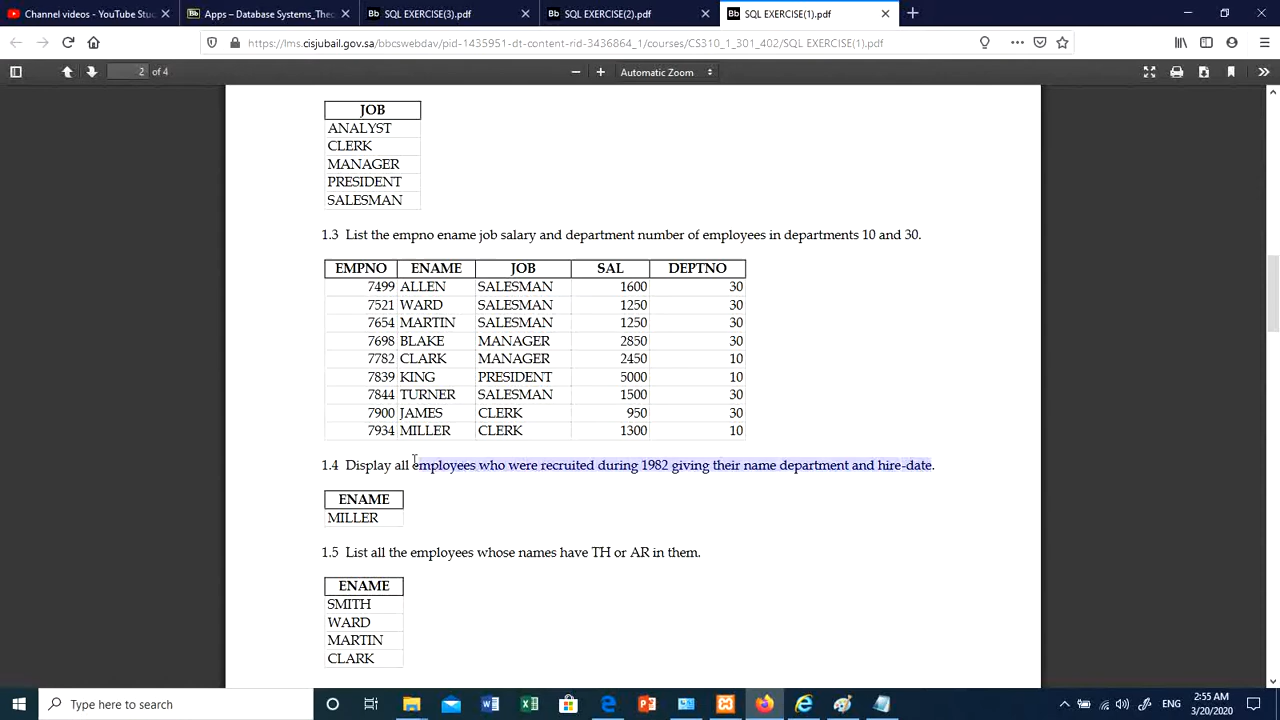 Channel videos - YouTube Stud
Apps – Database Systems_The
SQL EXERCISE(3).pdf
SQL EXERCISE(2).pdf
SQL EXERCISE(1).pdf
https://lms.cisjubail.gov.sa/bbcswebdav/pid-1435951-dt-content-rid-3436864_1/courses/CS310_1_301_402/SQL EXERCISE(1).pdf
2 of 4
Automatic Zoom
JOB
ANALYST
CLERK
MANAGER
PRESIDENT
SALESMAN
1.3 List the empno ename job salary and department number of employees in departments 10 and 30.
EMPNO ENAME JOB SAL DEPTNO
7499 ALLEN SALESMAN 1600 30
7521 WARD SALESMAN 1250 30
7654 MARTIN SALESMAN 1250 30
7698 BLAKE MANAGER 2850 30
7782 CLARK MANAGER 2450 10
7839 KING PRESIDENT 5000 10
7844 TURNER SALESMAN 1500 30
7900 JAMES CLERK 950 30
7934 MILLER CLERK 1300 10
1.4 Display all employees who were recruited during 1982 giving their name department and hire-date.
ENAME
MILLER
1.5 List all the employees whose names have TH or AR in them.
ENAME
SMITH
WARD
MARTIN
CLARK
Type here to search
ENG
2:55 AM
3/20/2020